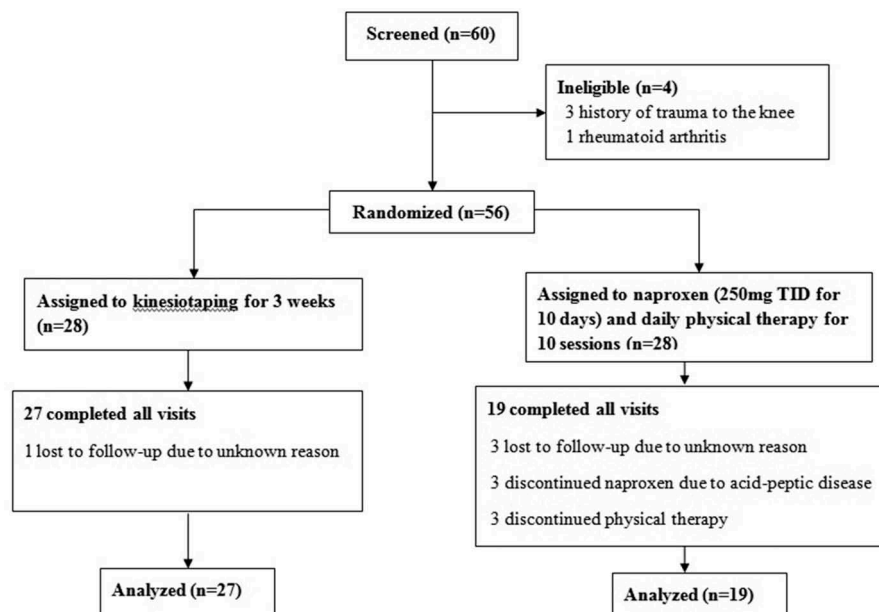 Screened (n=60)
Ineligible (n=4)
3 history of trauma to the knee
1 rheumatoid arthritis
Randomized (n=56)
Assigned to kinesiotaping for 3 weeks
(n=28)
Assigned to naproxen (250mg TID for
10 days) and daily physical therapy for
10 sessions (n=28)
27 completed all visits
1 lost to follow-up due to unknown reason
19 completed all visits
3 lost to follow-up due to unknown reason
3 discontinued naproxen due to acid-peptic disease
3 discontinued physical therapy
Analyzed (n=27)
Analyzed (n=19)